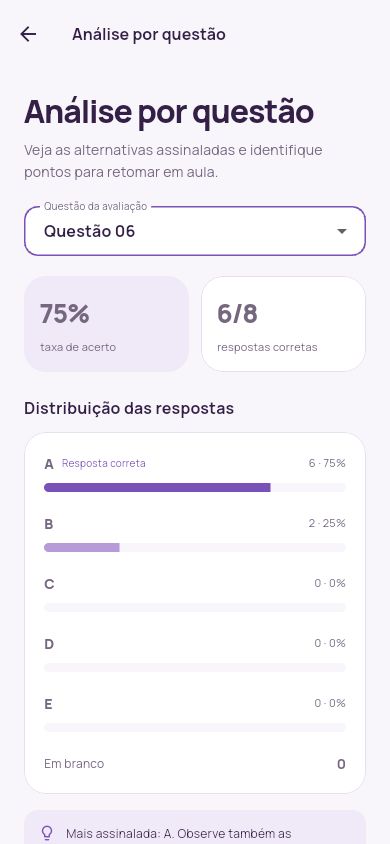 Análise por questão
Análise por questão
Veja as alternativas assinaladas e identifique
pontos para retomar em aula.
Questão da avaliação
Questão 06
75%
taxa de acerto
6/8
respostas corretas
Distribuição das respostas
A Resposta correta 6 · 75%
B 2 · 25%
C 0 · 0%
D 0 · 0%
E 0 · 0%
Em branco 0
Mais assinalada: A. Observe também as